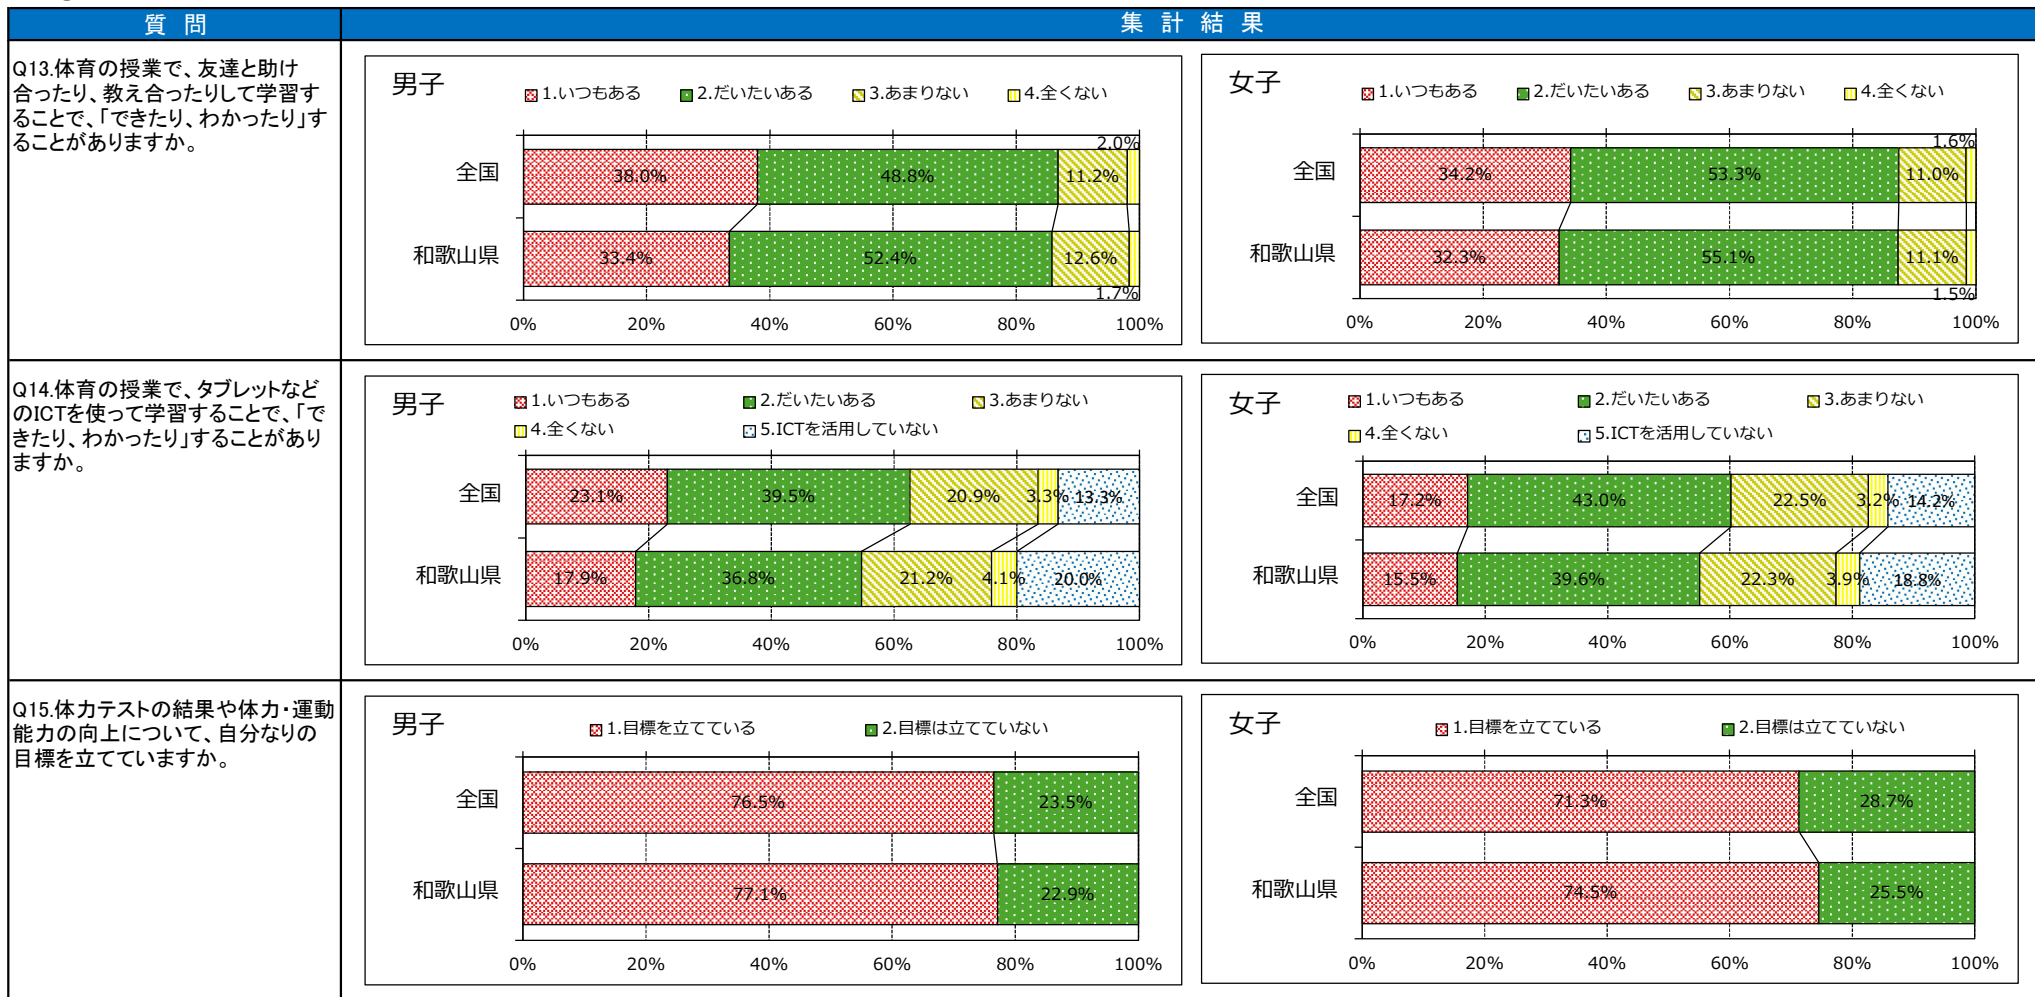 質 問
集 計 結 果
Q13.体育の授業で、友達と助け
合ったり、教え合ったりして学習す
ることで、「できたり、わかったり」す
ることがありますか。
男子
1.いつもある 2.だいたいある 3.あまりない 4.全くない
2.0%
全国 38.0% 48.8% 11.2%
和歌山県 33.4% 52.4% 12.6%
1.7%
0% 20% 40% 60% 80% 100%
女子
1.いつもある 2.だいたいある 3.あまりない 4.全くない
1.6%
全国 34.2% 53.3% 11.0%
和歌山県 32.3% 55.1% 11.1%
1.5%
0% 20% 40% 60% 80% 100%
Q14.体育の授業で、タブレットなど
のICTを使って学習することで、「で
きたり、わかったり」することがあり
ますか。
男子
1.いつもある 2.だいたいある 3.あまりない
4.全くない 5.ICTを活用していない
全国 23.1% 39.5% 20.9% 3.3% 13.3%
和歌山県 17.9% 36.8% 21.2% 4.1% 20.0%
0% 20% 40% 60% 80% 100%
女子
1.いつもある 2.だいたいある 3.あまりない
4.全くない 5.ICTを活用していない
全国 17.2% 43.0% 22.5% 3.2% 14.2%
和歌山県 15.5% 39.6% 22.3% 3.9% 18.8%
0% 20% 40% 60% 80% 100%
Q15.体力テストの結果や体力・運動
能力の向上について、自分なりの
目標を立てていますか。
男子
1.目標を立てている 2.目標は立てていない
全国 76.5% 23.5%
和歌山県 77.1% 22.9%
0% 20% 40% 60% 80% 100%
女子
1.目標を立てている 2.目標は立てていない
全国 71.3% 28.7%
和歌山県 74.5% 25.5%
0% 20% 40% 60% 80% 100%